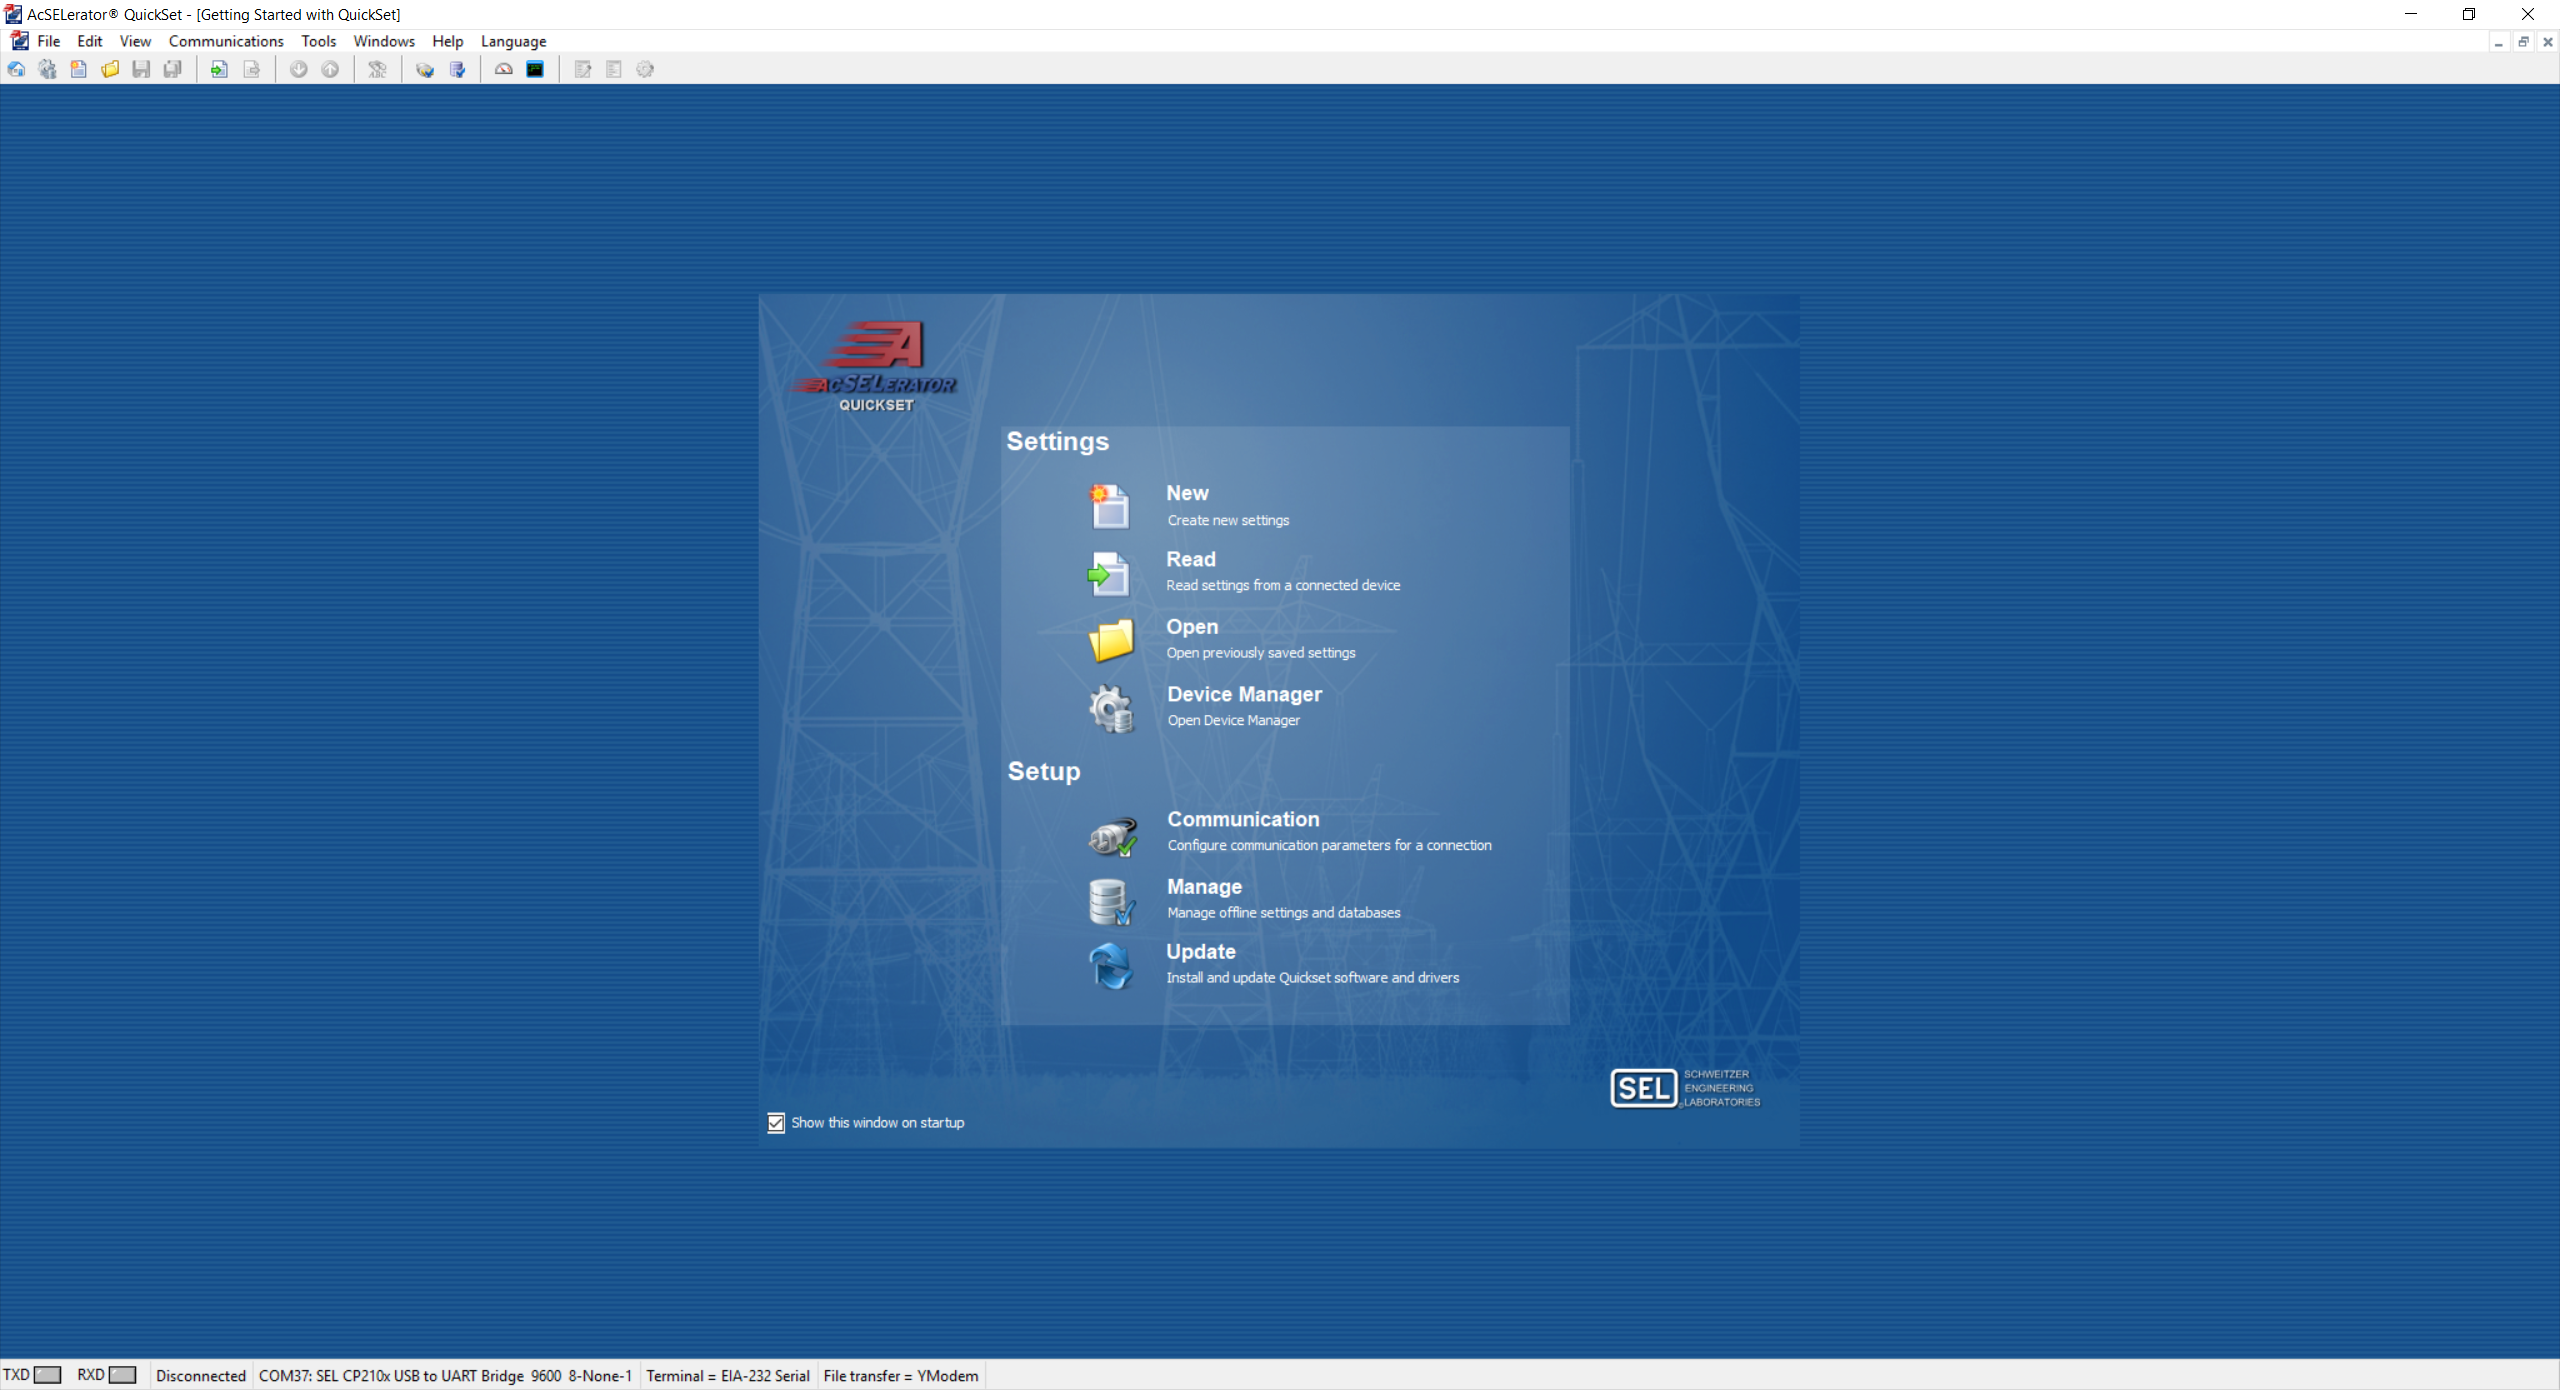 AcSELerator® QuickSet - [Getting Started with QuickSet]
File Edit View Communications Tools Windows Help Language
A
AcSELerator
QUICKSET
Settings
New
Create new settings
Read
Read settings from a connected device
Open
Open previously saved settings
Device Manager
Open Device Manager
Setup
Communication
Configure communication parameters for a connection
Manage
Manage offline settings and databases
Update
Install and update Quickset software and drivers
SEL SCHWEITZER
ENGINEERING
LABORATORIES
Show this window on startup
TXD RXD Disconnected COM37: SEL CP210x USB to UART Bridge 9600 8-None-1 Terminal = EIA-232 Serial File transfer = YModem